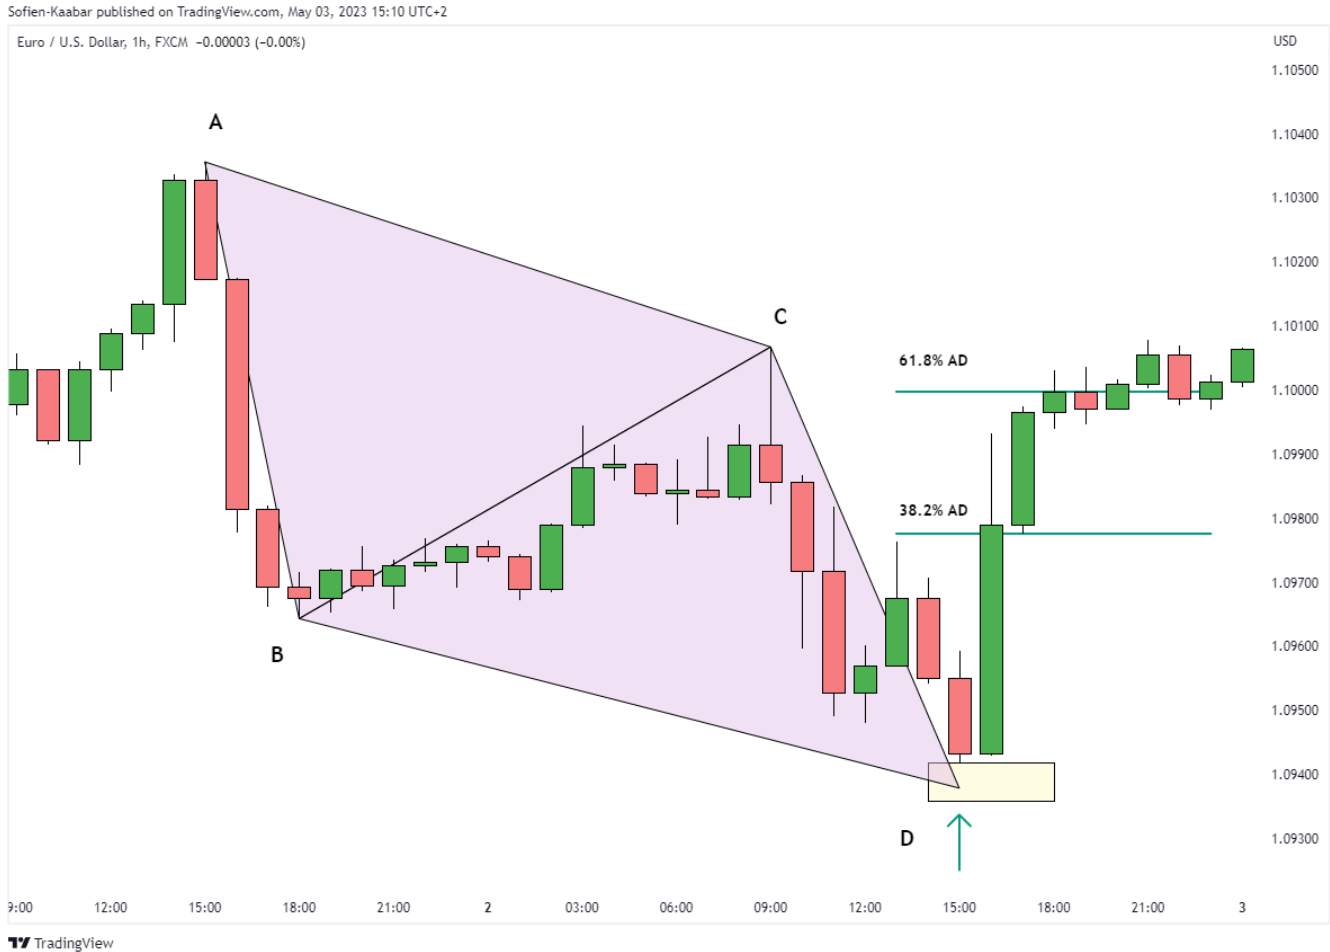 Sofien-Kaabar published on TradingView.com, May 03, 2023 15:10 UTC+2
Euro / U.S. Dollar, 1h, FXCM −0.00003 (−0.00%)
USD
1.10500
A
1.10400
1.10300
1.10200
C
1.10100
61.8% AD
1.10000
1.09900
38.2% AD
1.09800
1.09700
B
1.09600
1.09500
1.09400
D
1.09300
9:00 12:00 15:00 18:00 21:00 2 03:00 06:00 09:00 12:00 15:00 18:00 21:00 3
TradingView